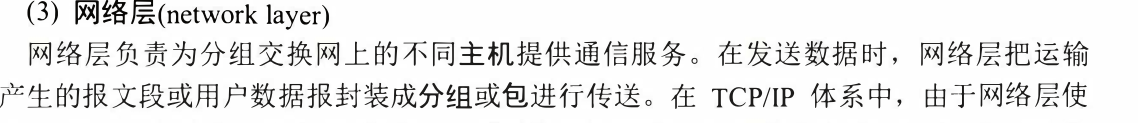 (3) 网络层(network layer)
网络层负责为分组交换网上的不同主机提供通信服务。在发送数据时，网络层把运输
产生的报文段或用户数据报封装成分组或包进行传送。在 TCP/IP 体系中，由于网络层使